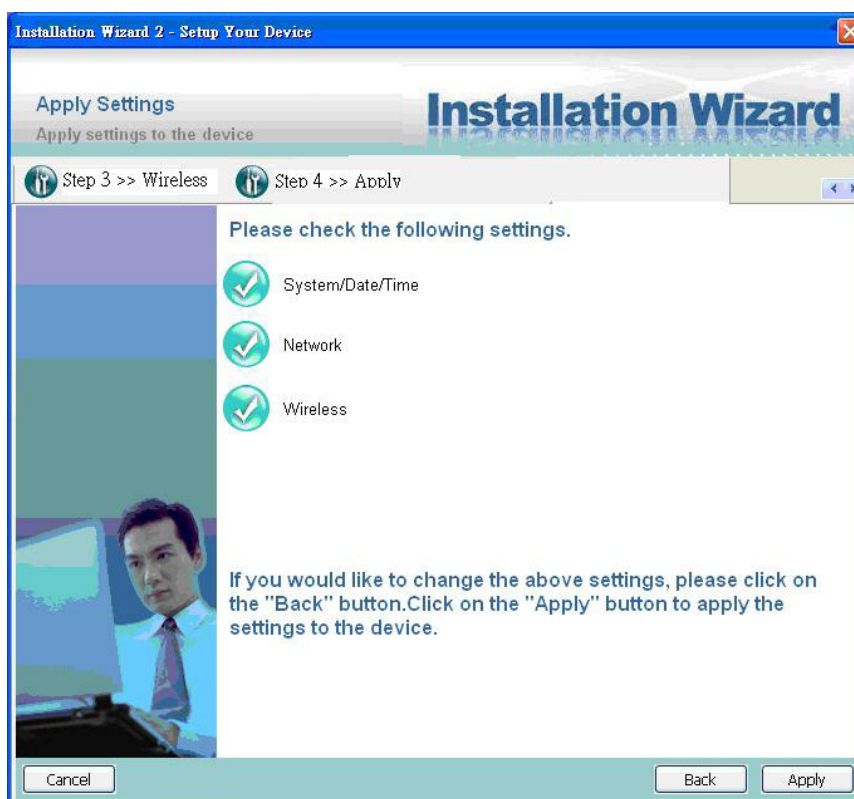 Installation Wizard 2 - Setup Your Device
Apply Settings
Installation Wizard
Apply settings to the device
Step 3 >> Wireless
Step 4 >> Apply
Please check the following settings.
System/Date/Time
Network
Wireless
If you would like to change the above settings, please click on
the "Back" button.Click on the "Apply" button to apply the
settings to the device.
Cancel
Back
Apply